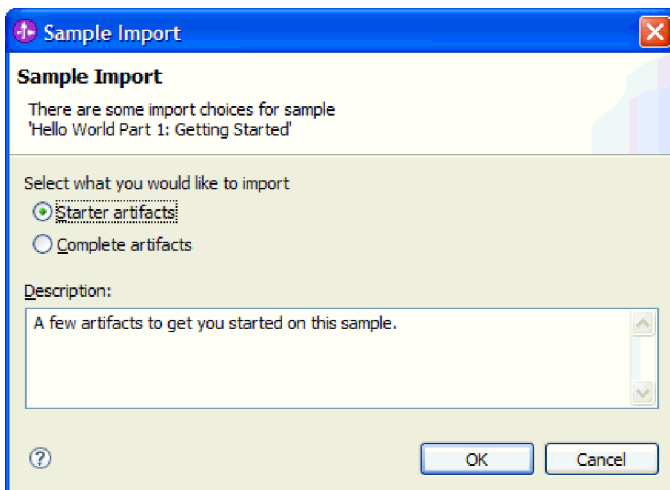 Sample Import
Sample Import
There are some import choices for sample
'Hello World Part 1: Getting Started'
Select what you would like to import
Starter artifacts
Complete artifacts
Description:
A few artifacts to get you started on this sample.
?
OK Cancel